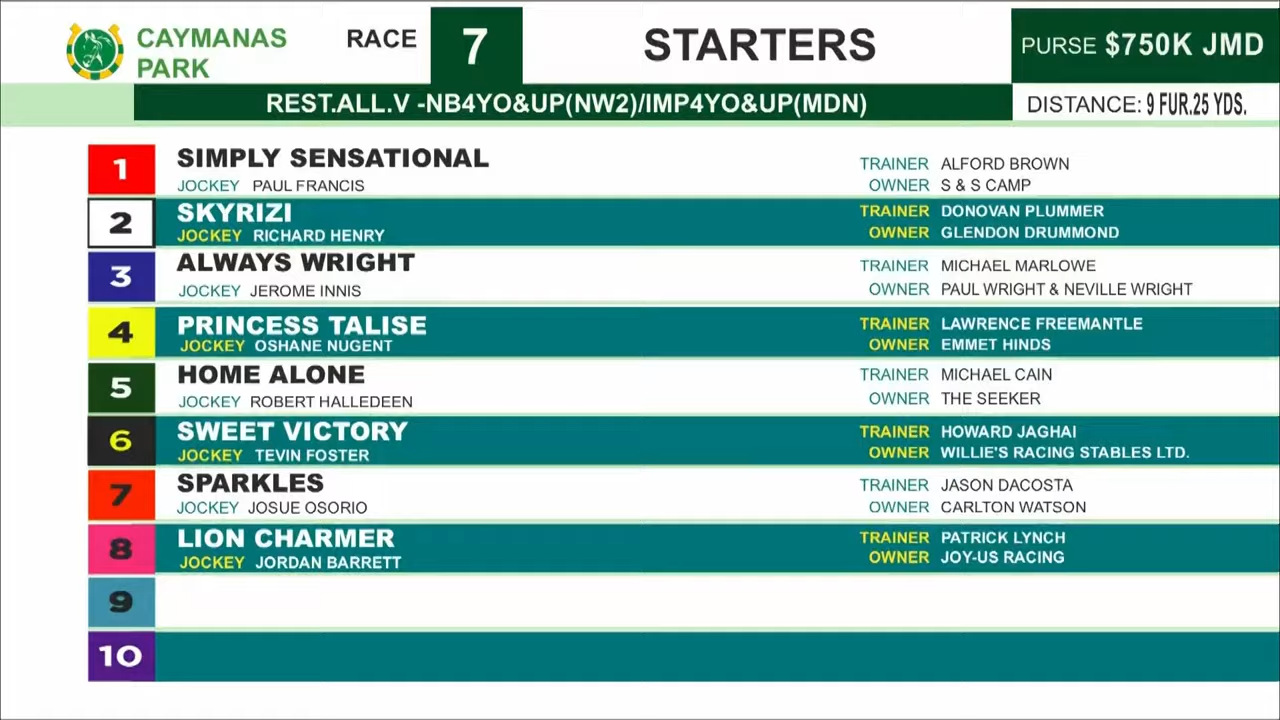 CAYMANAS PARK
RACE 7 STARTERS PURSE $750K JMD
REST.ALL.V -NB4YO&UP(NW2)/IMP4YO&UP(MDN) DISTANCE: 9 FUR.25 YDS.
1 SIMPLY SENSATIONAL TRAINER ALFORD BROWN
JOCKEY PAUL FRANCIS OWNER S & S CAMP
2 SKYRIZI TRAINER DONOVAN PLUMMER
JOCKEY RICHARD HENRY OWNER GLENDON DRUMMOND
3 ALWAYS WRIGHT TRAINER MICHAEL MARLOWE
JOCKEY JEROME INNIS OWNER PAUL WRIGHT & NEVILLE WRIGHT
4 PRINCESS TALISE TRAINER LAWRENCE FREEMANTLE
JOCKEY OSHANE NUGENT OWNER EMMET HINDS
5 HOME ALONE TRAINER MICHAEL CAIN
JOCKEY ROBERT HALLEDEEN OWNER THE SEEKER
6 SWEET VICTORY TRAINER HOWARD JAGHAI
JOCKEY TEVIN FOSTER OWNER WILLIE'S RACING STABLES LTD.
7 SPARKLES TRAINER JASON DACOSTA
JOCKEY JOSUE OSORIO OWNER CARLTON WATSON
8 LION CHARMER TRAINER PATRICK LYNCH
JOCKEY JORDAN BARRETT OWNER JOY-US RACING
9
10